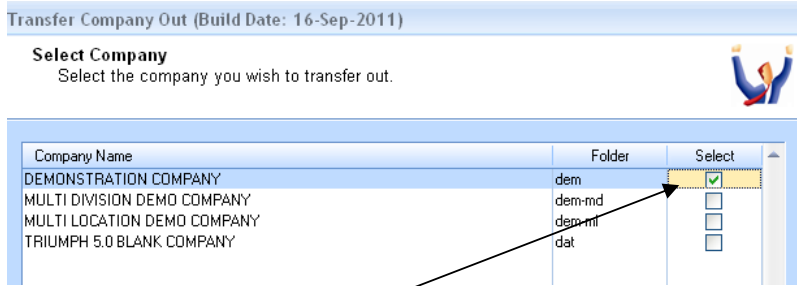 Transfer Company Out (Build Date: 16-Sep-2011)
Select Company
Select the company you wish to transfer out.
Company Name Folder Select
DEMONSTRATION COMPANY dem
MULTI DIVISION DEMO COMPANY dem-md
MULTI LOCATION DEMO COMPANY dem-ml
TRIUMPH 5.0 BLANK COMPANY dat